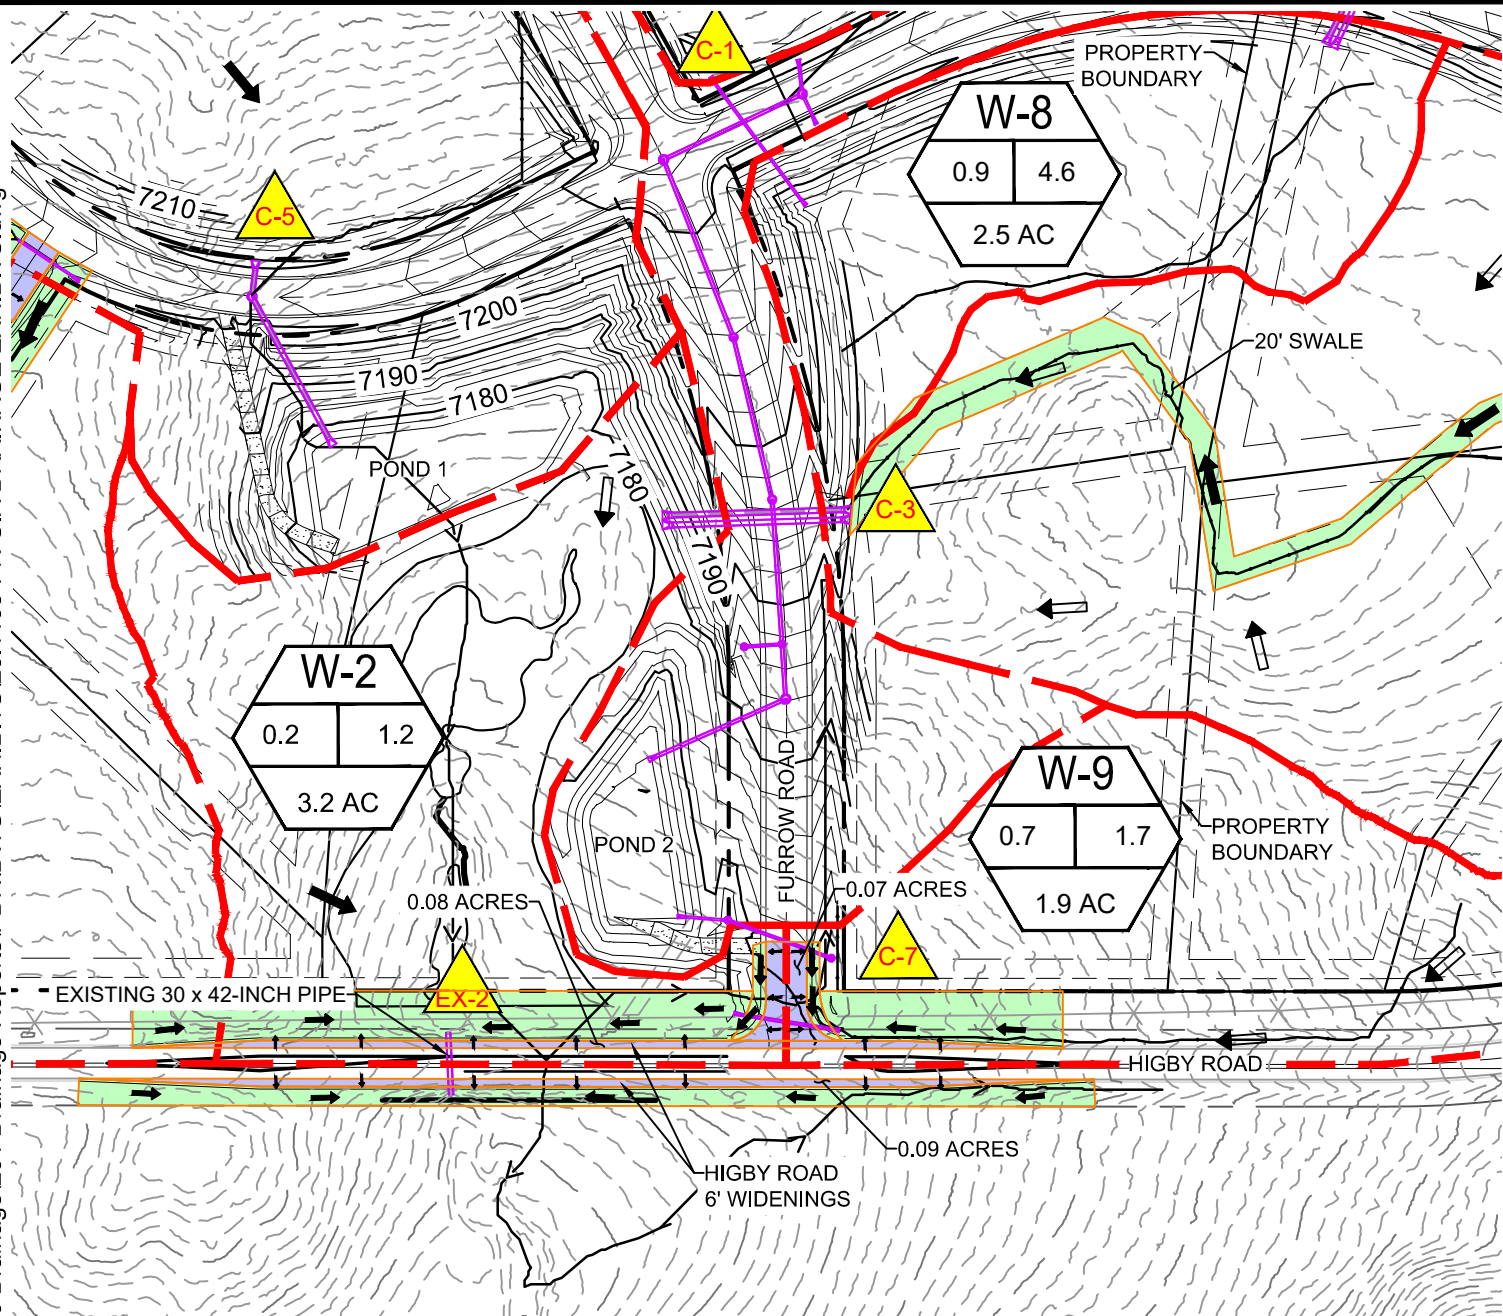 C-1
PROPERTY
BOUNDARY
W-8
0.9 4.6
2.5 AC
7210
C-5
7200
20' SWALE
7190
7180
POND 1
7180
C-3
7190
W-2
0.2 1.2
3.2 AC
FURROW ROAD
W-9
0.7 1.7
1.9 AC
PROPERTY
BOUNDARY
POND 2
0.08 ACRES
0.07 ACRES
C-7
EXISTING 30 x 42-INCH PIPE
EX-2
HIGBY ROAD
0.09 ACRES
HIGBY ROAD
6' WIDENINGS